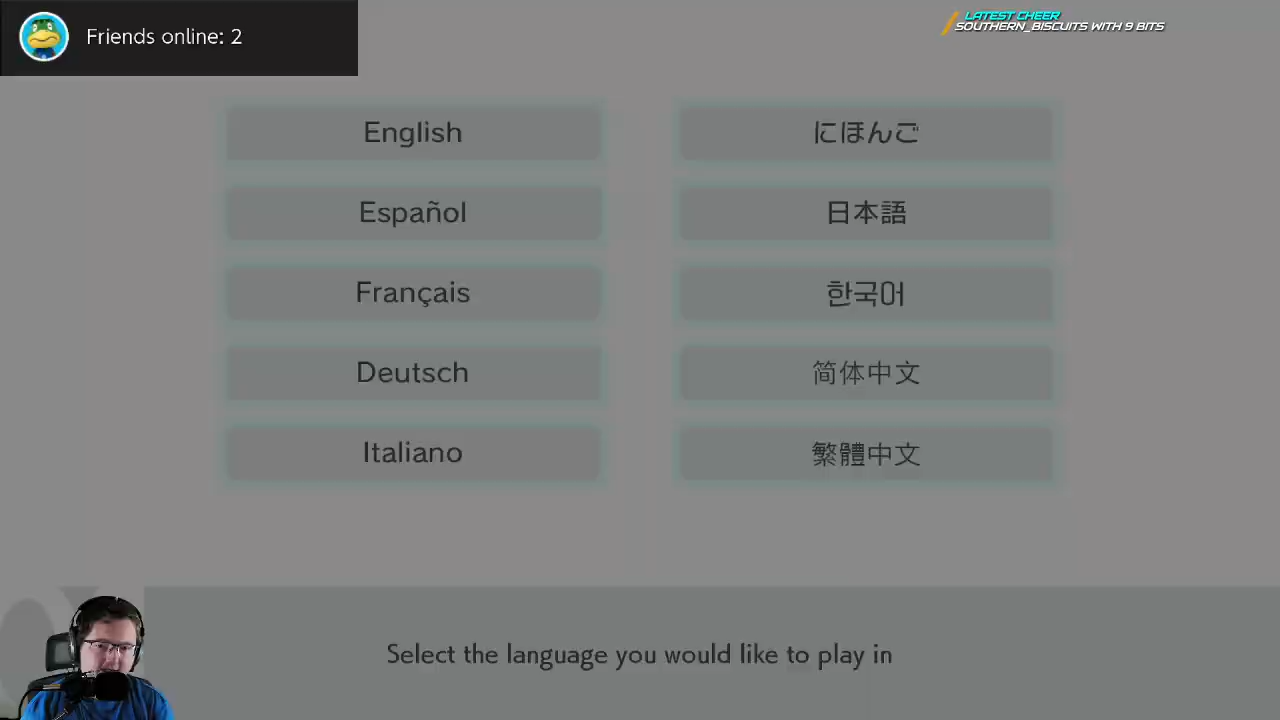 Friends online: 2
LATEST CHEER
SOUTHERN_BISCUITS WITH 9 BITS
English
にほんご
Español
日本語
Français
한국어
Deutsch
简体中文
Italiano
繁體中文
Select the language you would like to play in